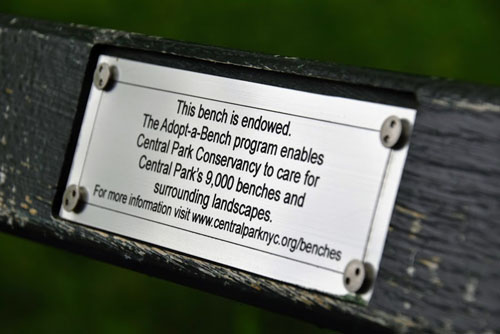 This bench is endowed.
The Adopt-a-Bench program enables
Central Park Conservancy to care for
Central Park's 9,000 benches and
surrounding landscapes.
For more information visit www.centralparknyc.org/benches